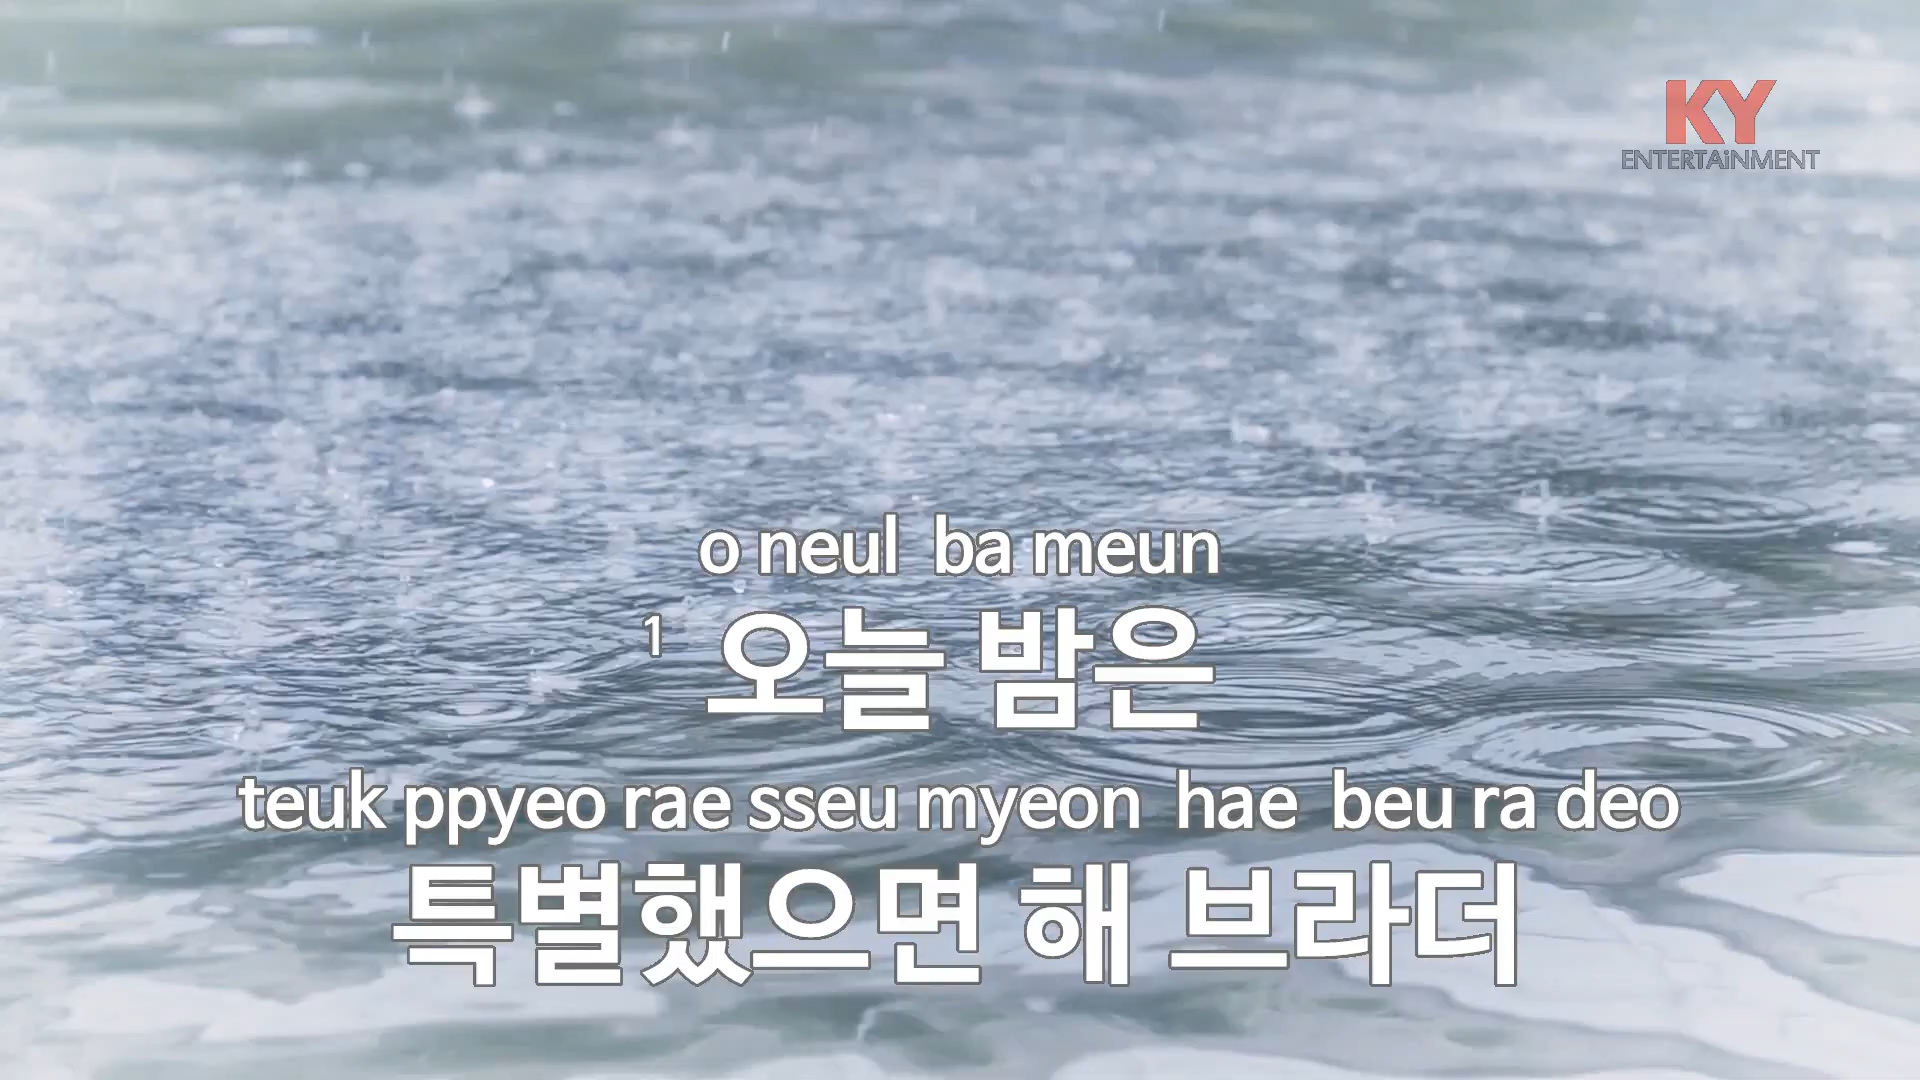 KY
ENTERTAiNMENT
o neul ba meun
1 오늘 밤은
teuk ppyeo rae sseu myeon hae beu ra deo
특별했으면 해 브라더